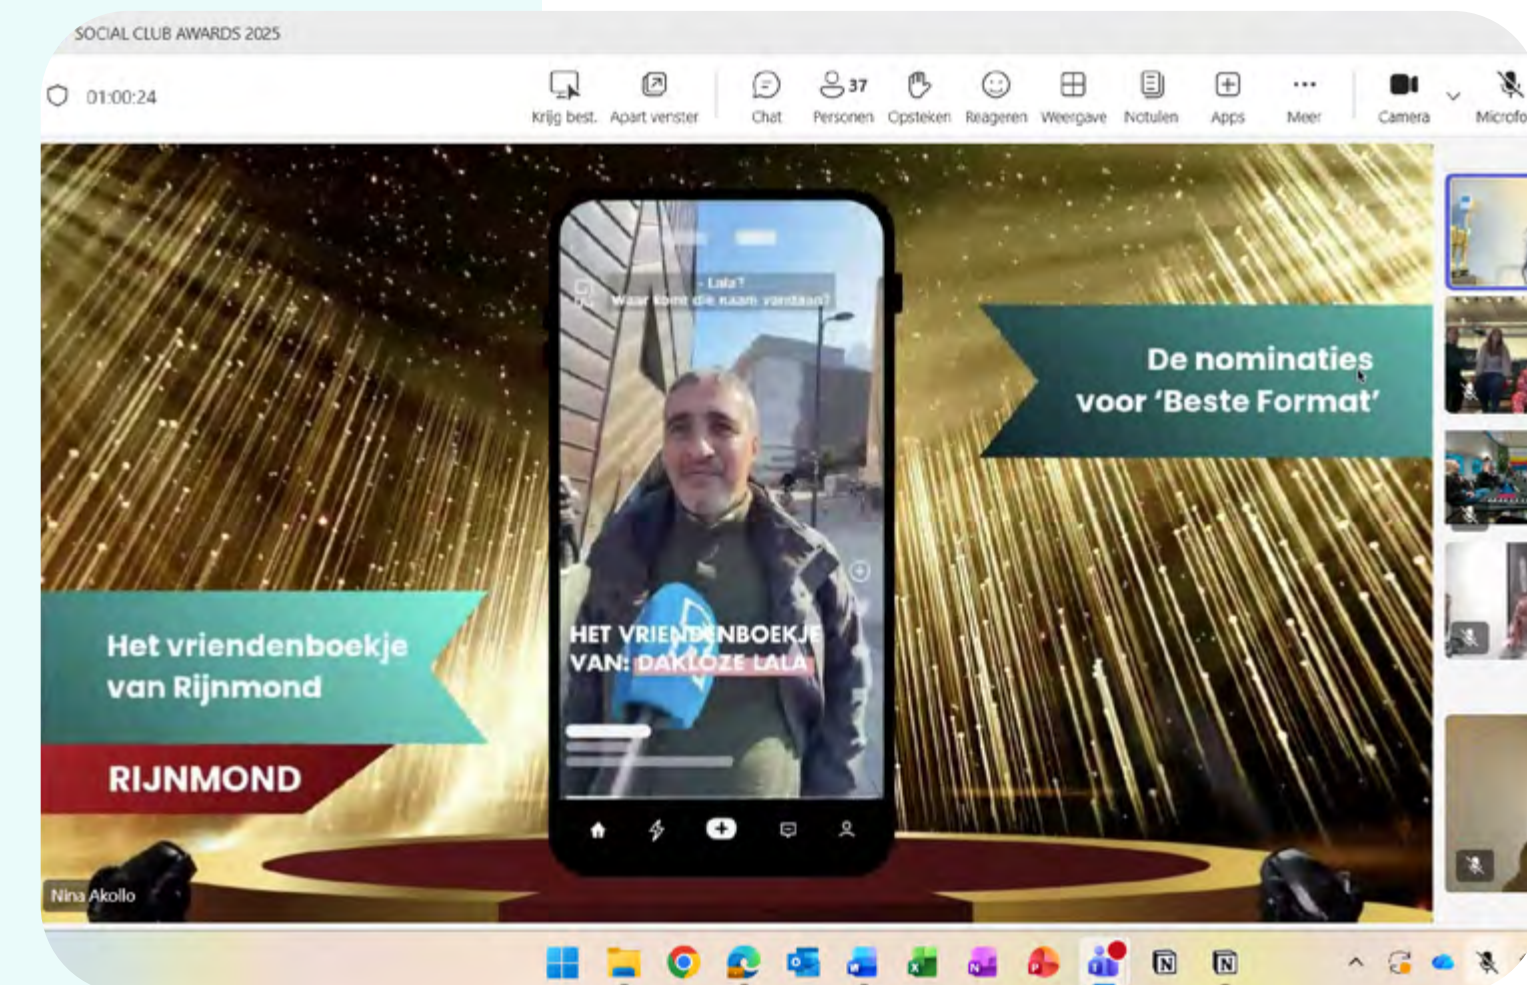 SOCIAL CLUB AWARDS 2025
01:00:24
Krijg best.
Apart venster
Chat
37
Personen
Opsteken
Reageren
Weergave
Notulen
Apps
Meer
Camera
Microfo
- Lala?
Waar komt die naam vandaan?
De nominaties
voor ‘Beste Format’
HET VRIENDENBOEKJE
VAN: DAKLOZE LALA
Het vriendenboekje
van Rijnmond
RIJNMOND
Nina Akollo